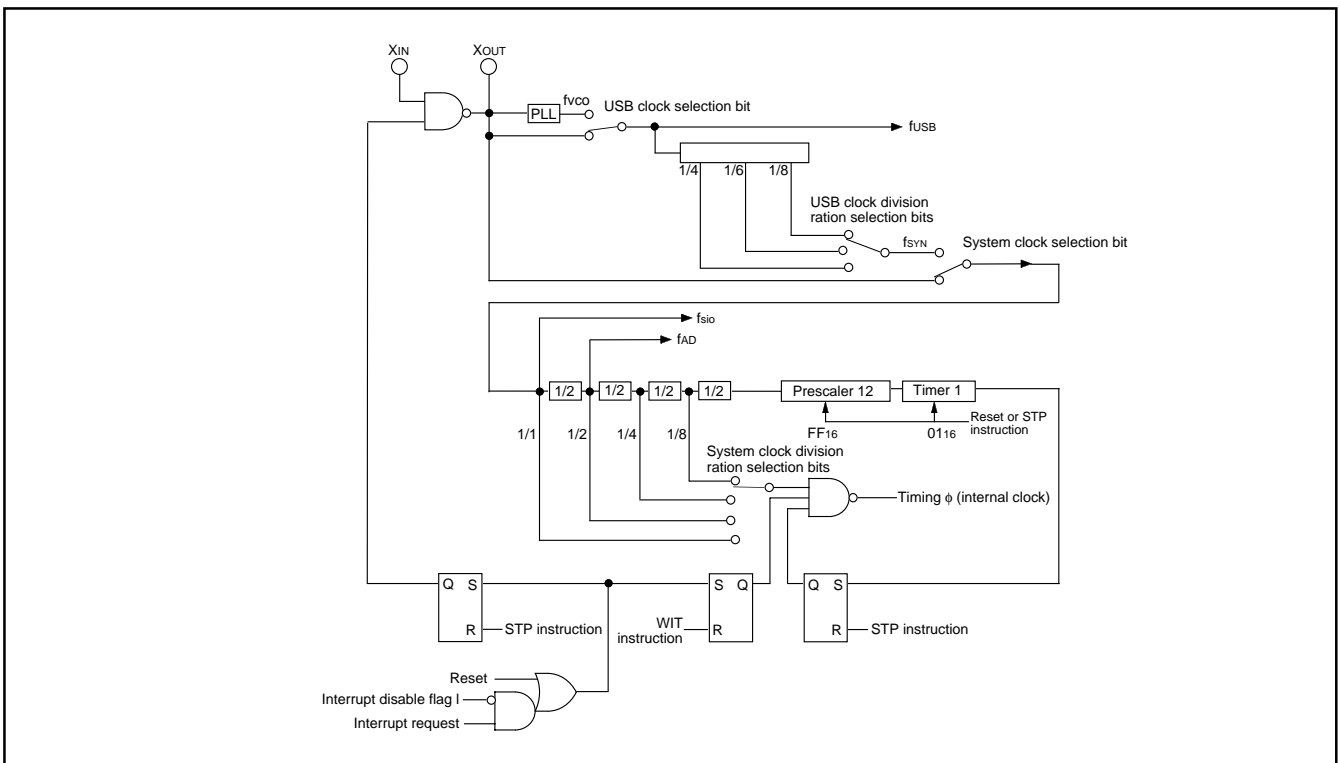 XIN
XOUT
PLL
fVCO
USB clock selection bit
fUSB
1/4
1/6
1/8
USB clock division
ration selection bits
fSYN
System clock selection bit
fsio
fAD
1/2
1/2
1/2
1/2
Prescaler 12
Timer 1
Reset or STP
instruction
FF16
0116
1/1
1/2
1/4
1/8
System clock division
ration selection bits
Timing ϕ (internal clock)
Q S
R
STP instruction
S Q
R
WIT
instruction
Q S
R
STP instruction
Reset
Interrupt disable flag I
Interrupt request